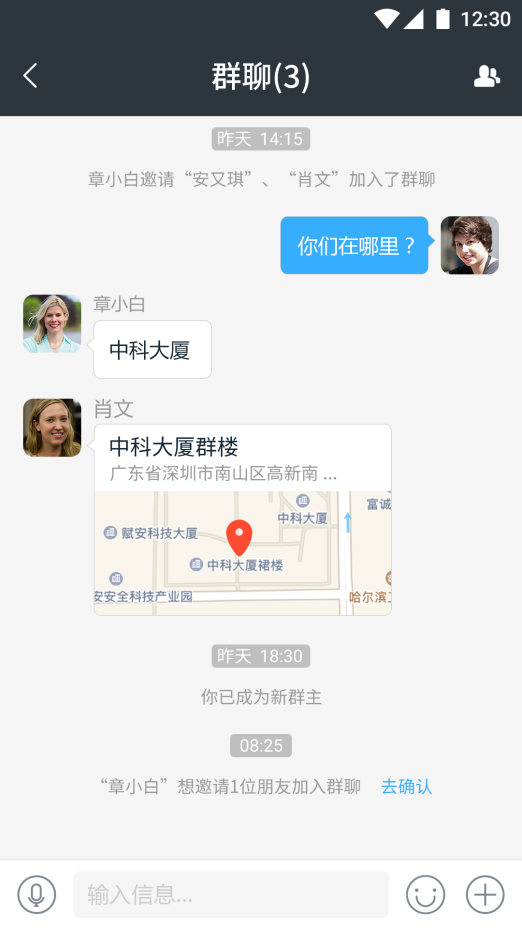 12:30
群聊(3)
昨天 14:15
章小白邀请“安又琪”、“肖文”加入了群聊
你们在哪里？
章小白
中科大厦
肖文
中科大厦群楼
广东省深圳市南山区高新南 ...
富诚
中科大厦
赋安科技大厦
中科大厦裙楼
安安全科技产业园
哈尔滨工
昨天 18:30
你已成为新群主
08:25
“章小白”想邀请1位朋友加入群聊 去确认
输入信息...